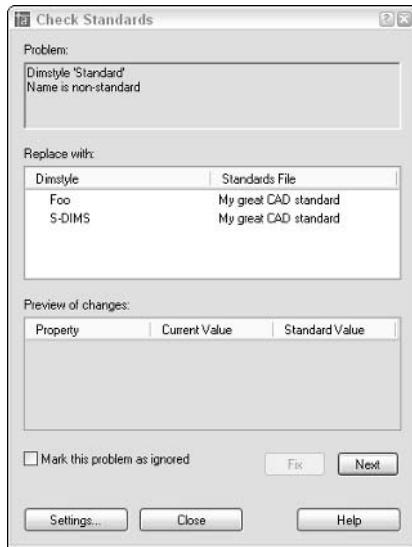 Check Standards
Problem:
Dimstyle 'Standard'
Name is non-standard
Replace with:
Dimstyle Standards File
Foo My great CAD standard
S-DIMS My great CAD standard
Preview of changes:
Property Current Value Standard Value
Mark this problem as ignored Fix Next
Settings... Close Help